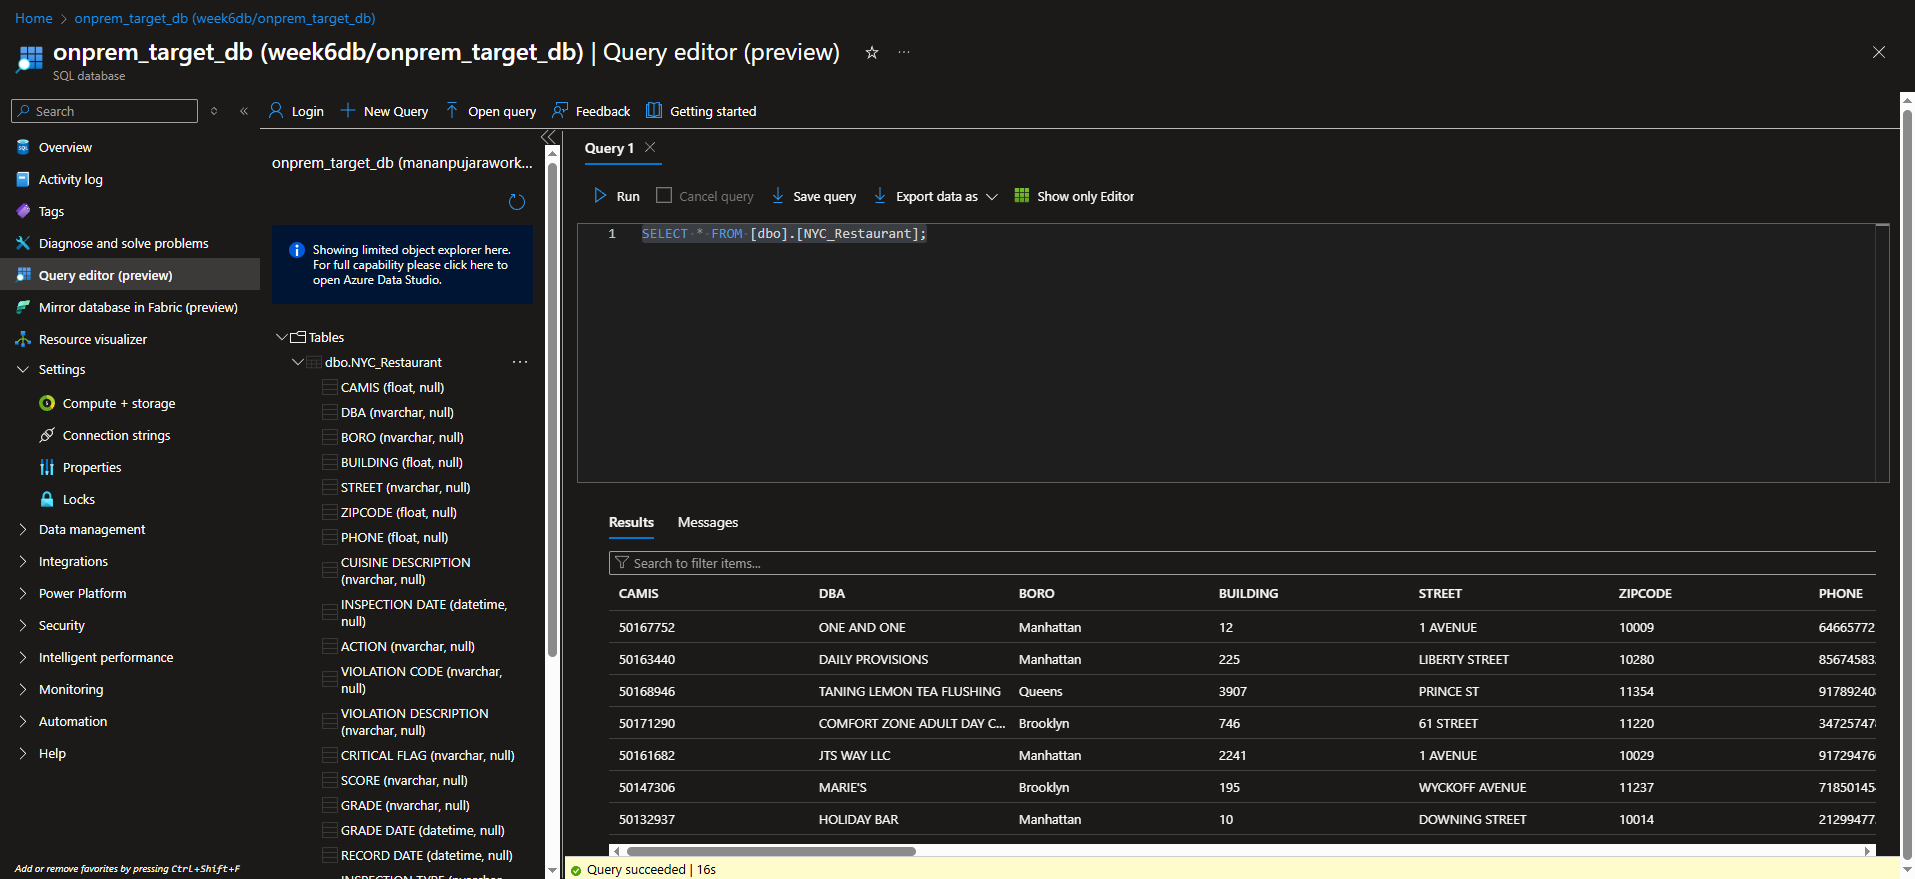 Home > onprem_target_db (week6db/onprem_target_db)
onprem_target_db (week6db/onprem_target_db) | Query editor (preview)
SQL database
Search
Overview
Activity log
Tags
Diagnose and solve problems
Query editor (preview)
Mirror database in Fabric (preview)
Resource visualizer
Settings
Compute + storage
Connection strings
Properties
Locks
Data management
Integrations
Power Platform
Security
Intelligent performance
Monitoring
Automation
Help
Add or remove favorites by pressing Ctrl+Shift+F
Login New Query Open query Feedback Getting started
onprem_target_db (mananpujarawork...
Showing limited object explorer here.
For full capability please click here to
open Azure Data Studio.
Tables
dbo.NYC_Restaurant
CAMIS (float, null)
DBA (nvarchar, null)
BORO (nvarchar, null)
BUILDING (float, null)
STREET (nvarchar, null)
ZIPCODE (float, null)
PHONE (float, null)
CUISINE DESCRIPTION
(nvarchar, null)
INSPECTION DATE (datetime,
null)
ACTION (nvarchar, null)
VIOLATION CODE (nvarchar,
null)
VIOLATION DESCRIPTION
(nvarchar, null)
CRITICAL FLAG (nvarchar, null)
SCORE (nvarchar, null)
GRADE (nvarchar, null)
GRADE DATE (datetime, null)
RECORD DATE (datetime, null)
INSPECTION TYPE (nvarchar,
Query 1
Run Cancel query Save query Export data as Show only Editor
1 SELECT * FROM [dbo].[NYC_Restaurant];
Results Messages
Search to filter items...
CAMIS DBA BORO BUILDING STREET ZIPCODE PHONE
50167752 ONE AND ONE Manhattan 12 1 AVENUE 10009 64665772
50163440 DAILY PROVISIONS Manhattan 225 LIBERTY STREET 10280 85674583
50168946 TANING LEMON TEA FLUSHING Queens 3907 PRINCE ST 11354 91789240
50171290 COMFORT ZONE ADULT DAY C... Brooklyn 746 61 STREET 11220 34725747
50161682 JTS WAY LLC Manhattan 2241 1 AVENUE 10029 91729476
50147306 MARIE'S Brooklyn 195 WYCKOFF AVENUE 11237 71850145
50132937 HOLIDAY BAR Manhattan 10 DOWNING STREET 10014 21299477
Query succeeded | 16s